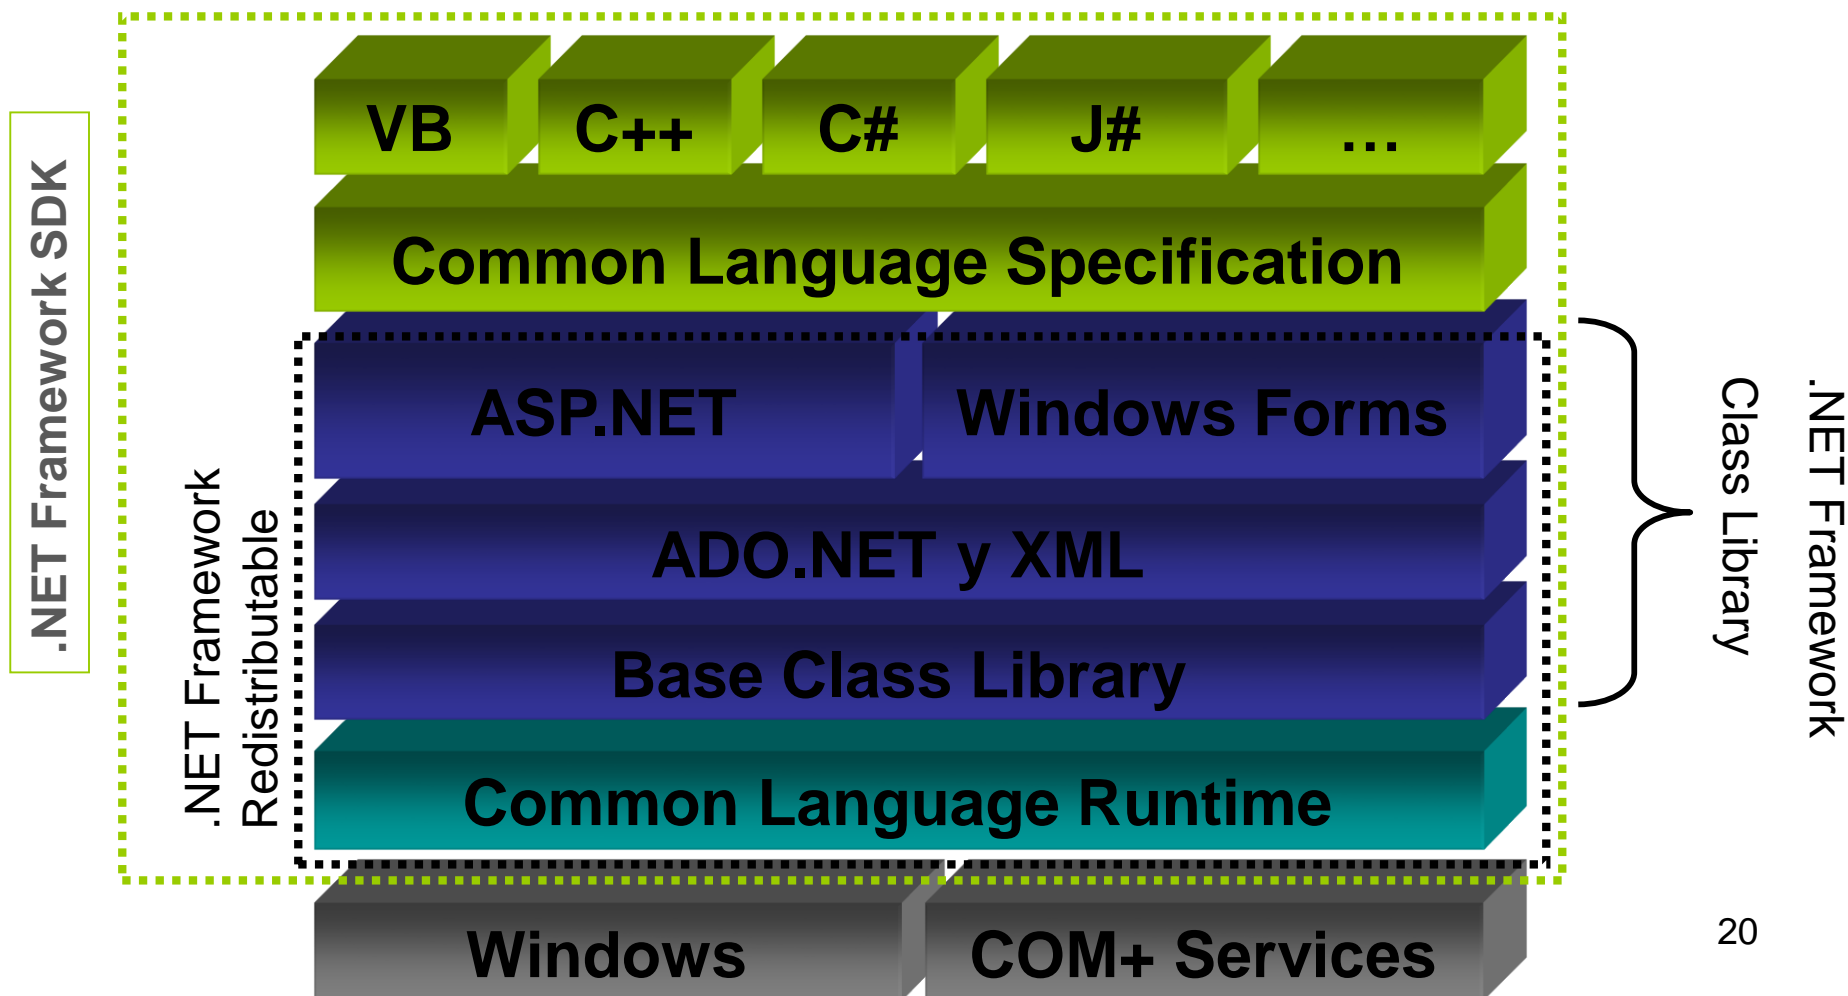 .NET Framework SDK
.NET Framework
Redistributable
VB
C++
C#
J#
…
Common Language Specification
ASP.NET
Windows Forms
ADO.NET y XML
Base Class Library
Common Language Runtime
Windows
COM+ Services
.NET Framework
Class Library
20